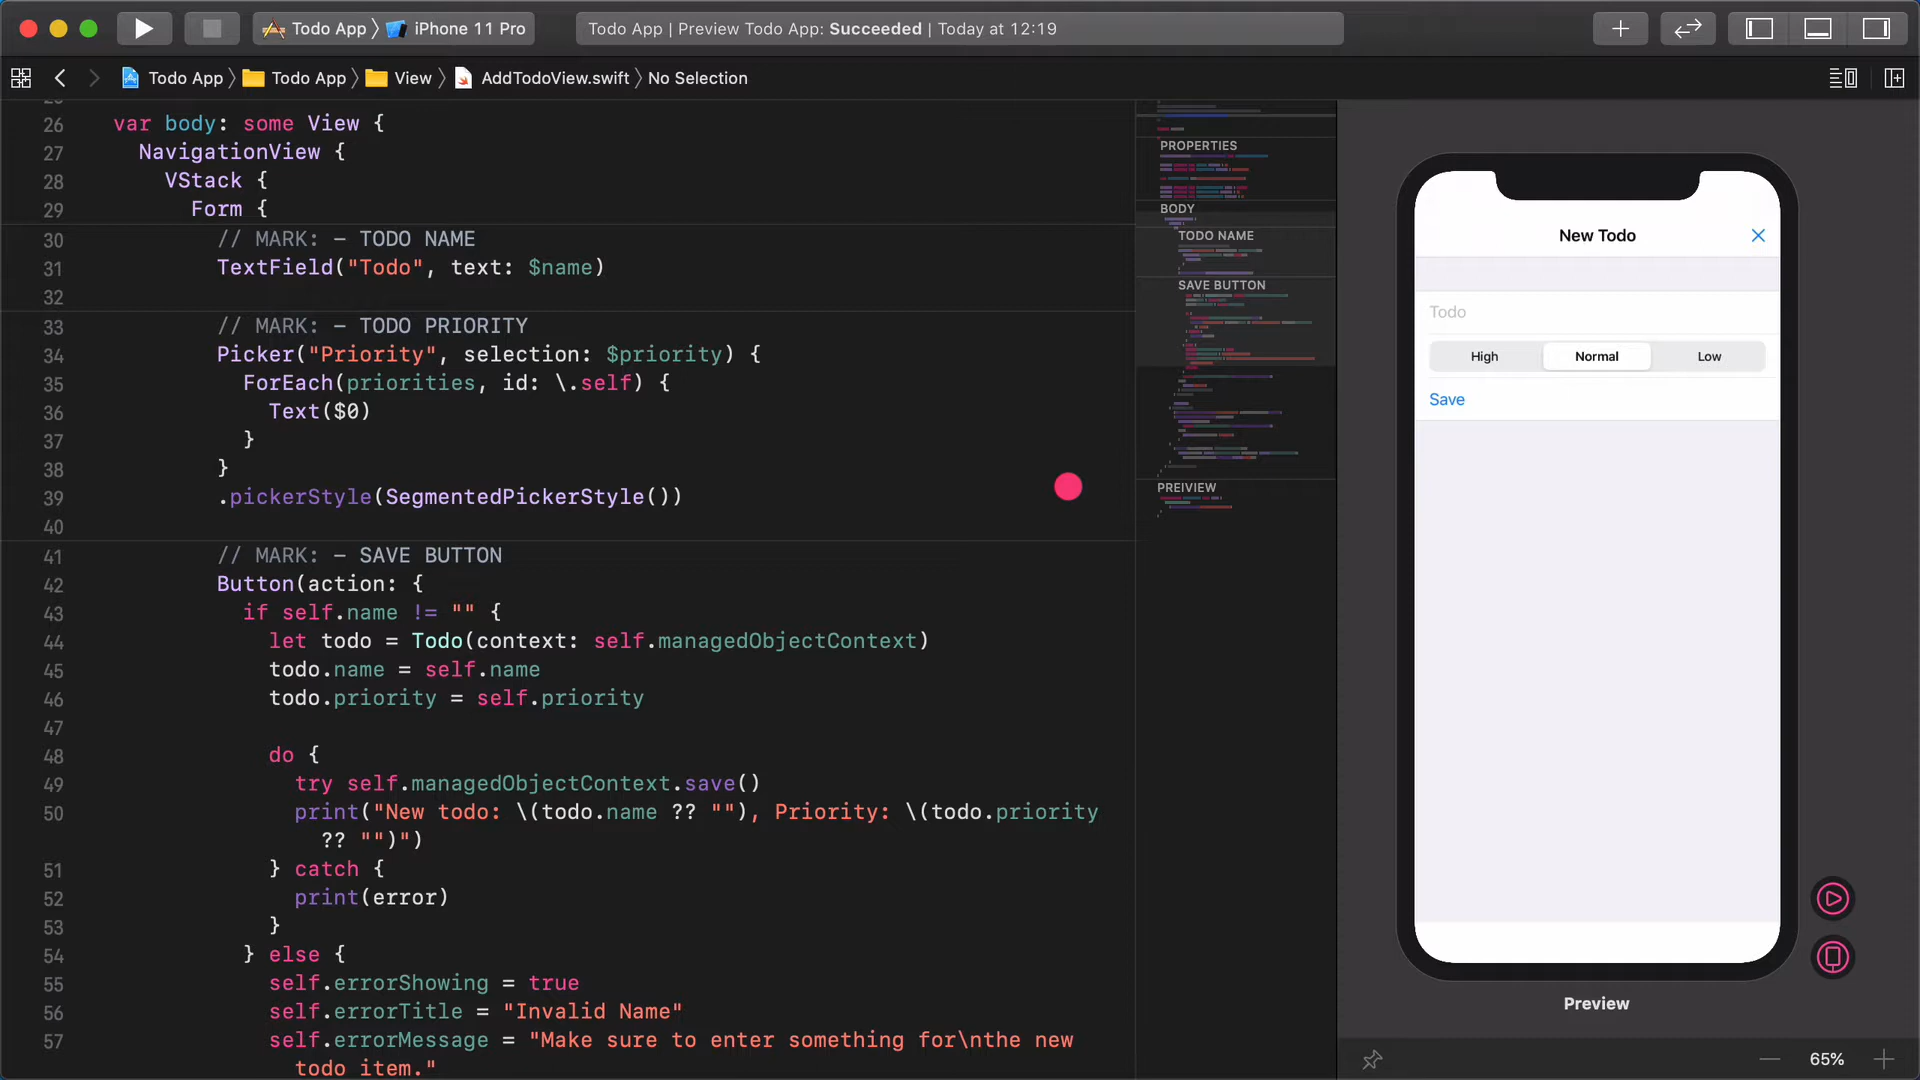 Todo App
iPhone 11 Pro
Todo App | Preview Todo App: Succeeded | Today at 12:19
Todo App
Todo App
View
AddTodoView.swift
No Selection
26 var body: some View {
27 NavigationView {
28 VStack {
29 Form {
30 // MARK: – TODO NAME
31 TextField("Todo", text: $name)
32
33 // MARK: – TODO PRIORITY
34 Picker("Priority", selection: $priority) {
35 ForEach(priorities, id: \.self) {
36 Text($0)
37 }
38 }
39 .pickerStyle(SegmentedPickerStyle())
40
41 // MARK: – SAVE BUTTON
42 Button(action: {
43 if self.name != "" {
44 let todo = Todo(context: self.managedObjectContext)
45 todo.name = self.name
46 todo.priority = self.priority
47
48 do {
49 try self.managedObjectContext.save()
50 print("New todo: \(todo.name ?? ""), Priority: \(todo.priority
?? "")")
51 } catch {
52 print(error)
53 }
54 } else {
55 self.errorShowing = true
56 self.errorTitle = "Invalid Name"
57 self.errorMessage = "Make sure to enter something for\nthe new
todo item."
PROPERTIES
BODY
TODO NAME
SAVE BUTTON
PREIVIEW
New Todo
Todo
High
Normal
Low
Save
Preview
65%